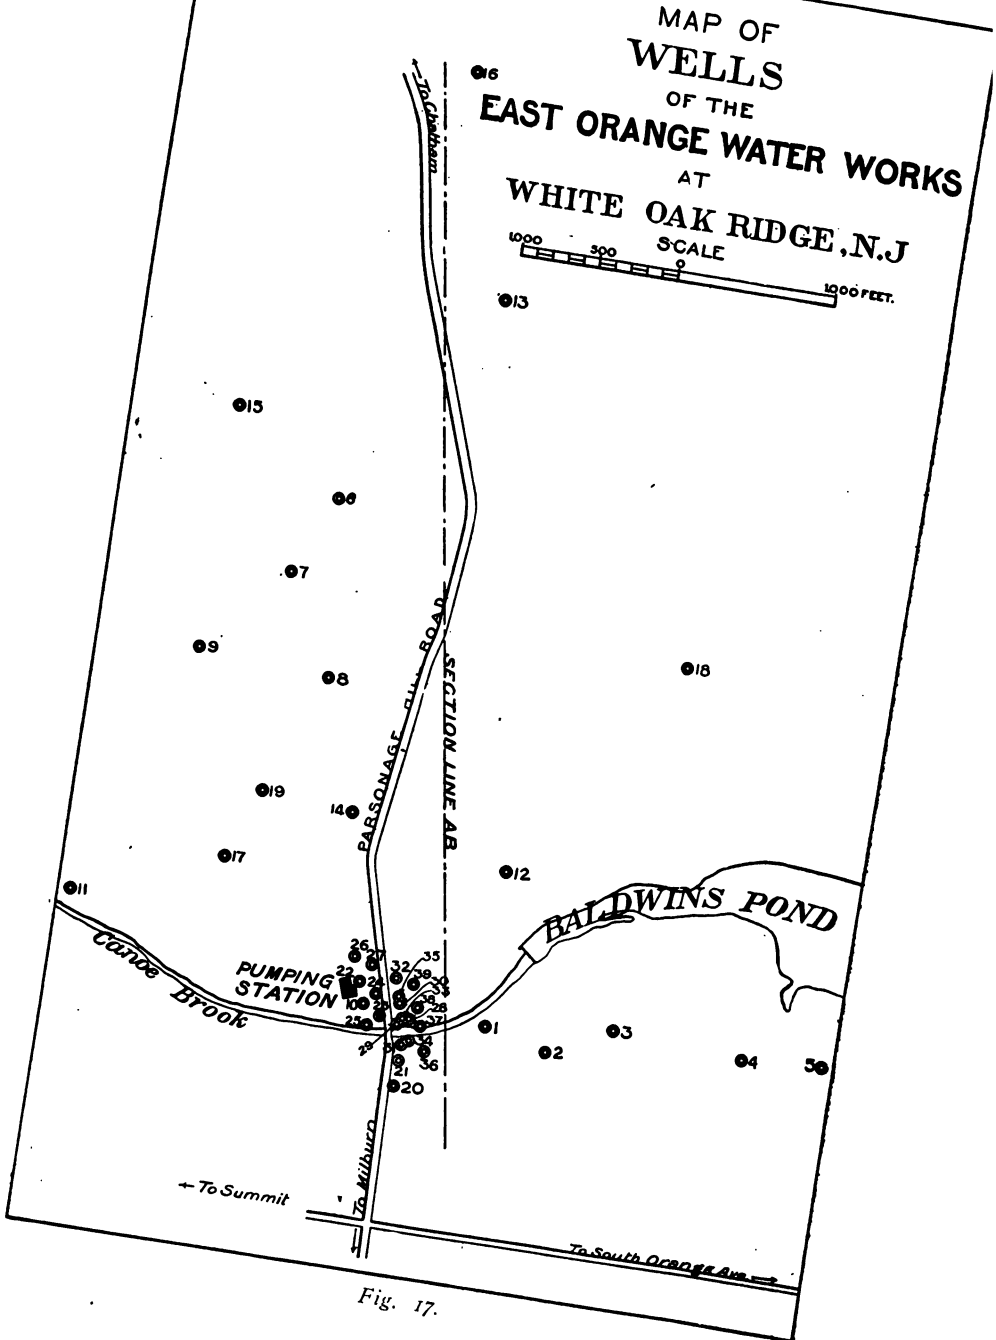 MAP OF
WELLS
OF THE
EAST ORANGE WATER WORKS
AT
WHITE OAK RIDGE, N.J
SCALE
1000 500 0 1000 FEET.
To Chatham
16
13
15
6
7
9
8
18
PARSONAGE HILL ROAD
SECTION LINE AB
19
14
17
11
12
BALDWINS POND
Canoe Brook
PUMPING
STATION
26
27
35
32
39
30
22
24
10
38
28
25
37
29
34
36
21
20
1
2
3
4
5
To Milburn
← To Summit
To South Orange Ave. →
Fig. 17.